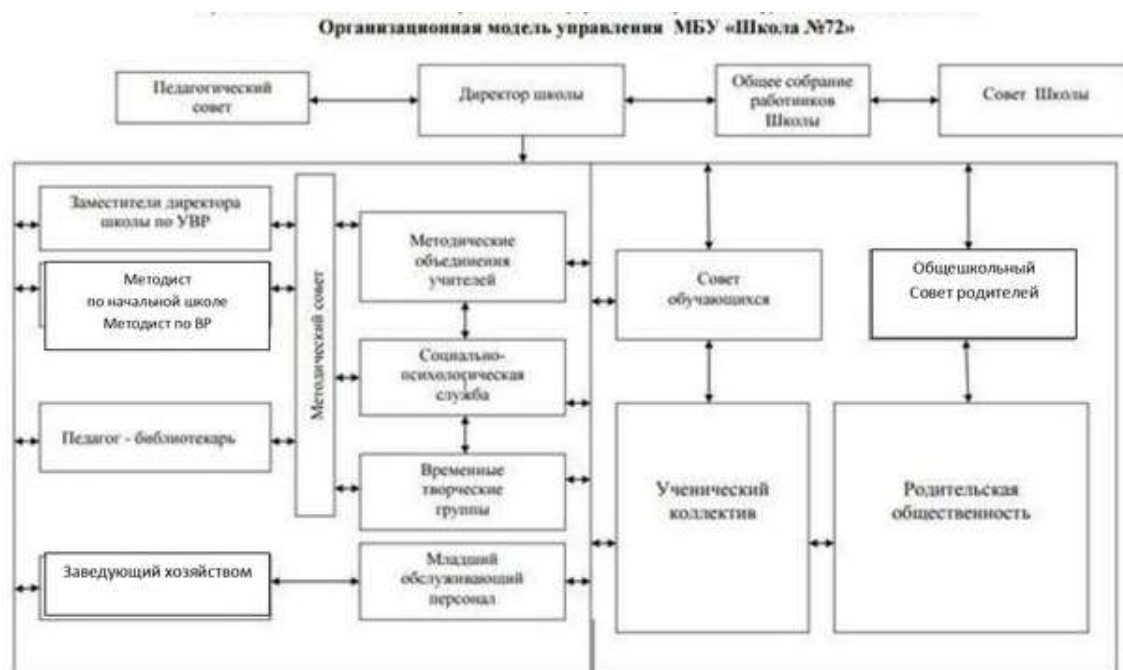 Организационная модель управления МБУ «Школа №72»
Педагогический
совет
Директор школы
Общее собрание
работников
Школы
Совет Школы
Заместители директора
школы по УВР
Методист
по начальной школе
Методист по ВР
Педагог - библиотекарь
Заведующий хозяйством
Методический совет
Методические
объединения
учителей
Социально-
психологическая
служба
Временные
творческие
группы
Младший
обслуживающий
персонал
Совет
обучающихся
Общешкольный
Совет родителей
Ученический
коллектив
Родительская
общественность